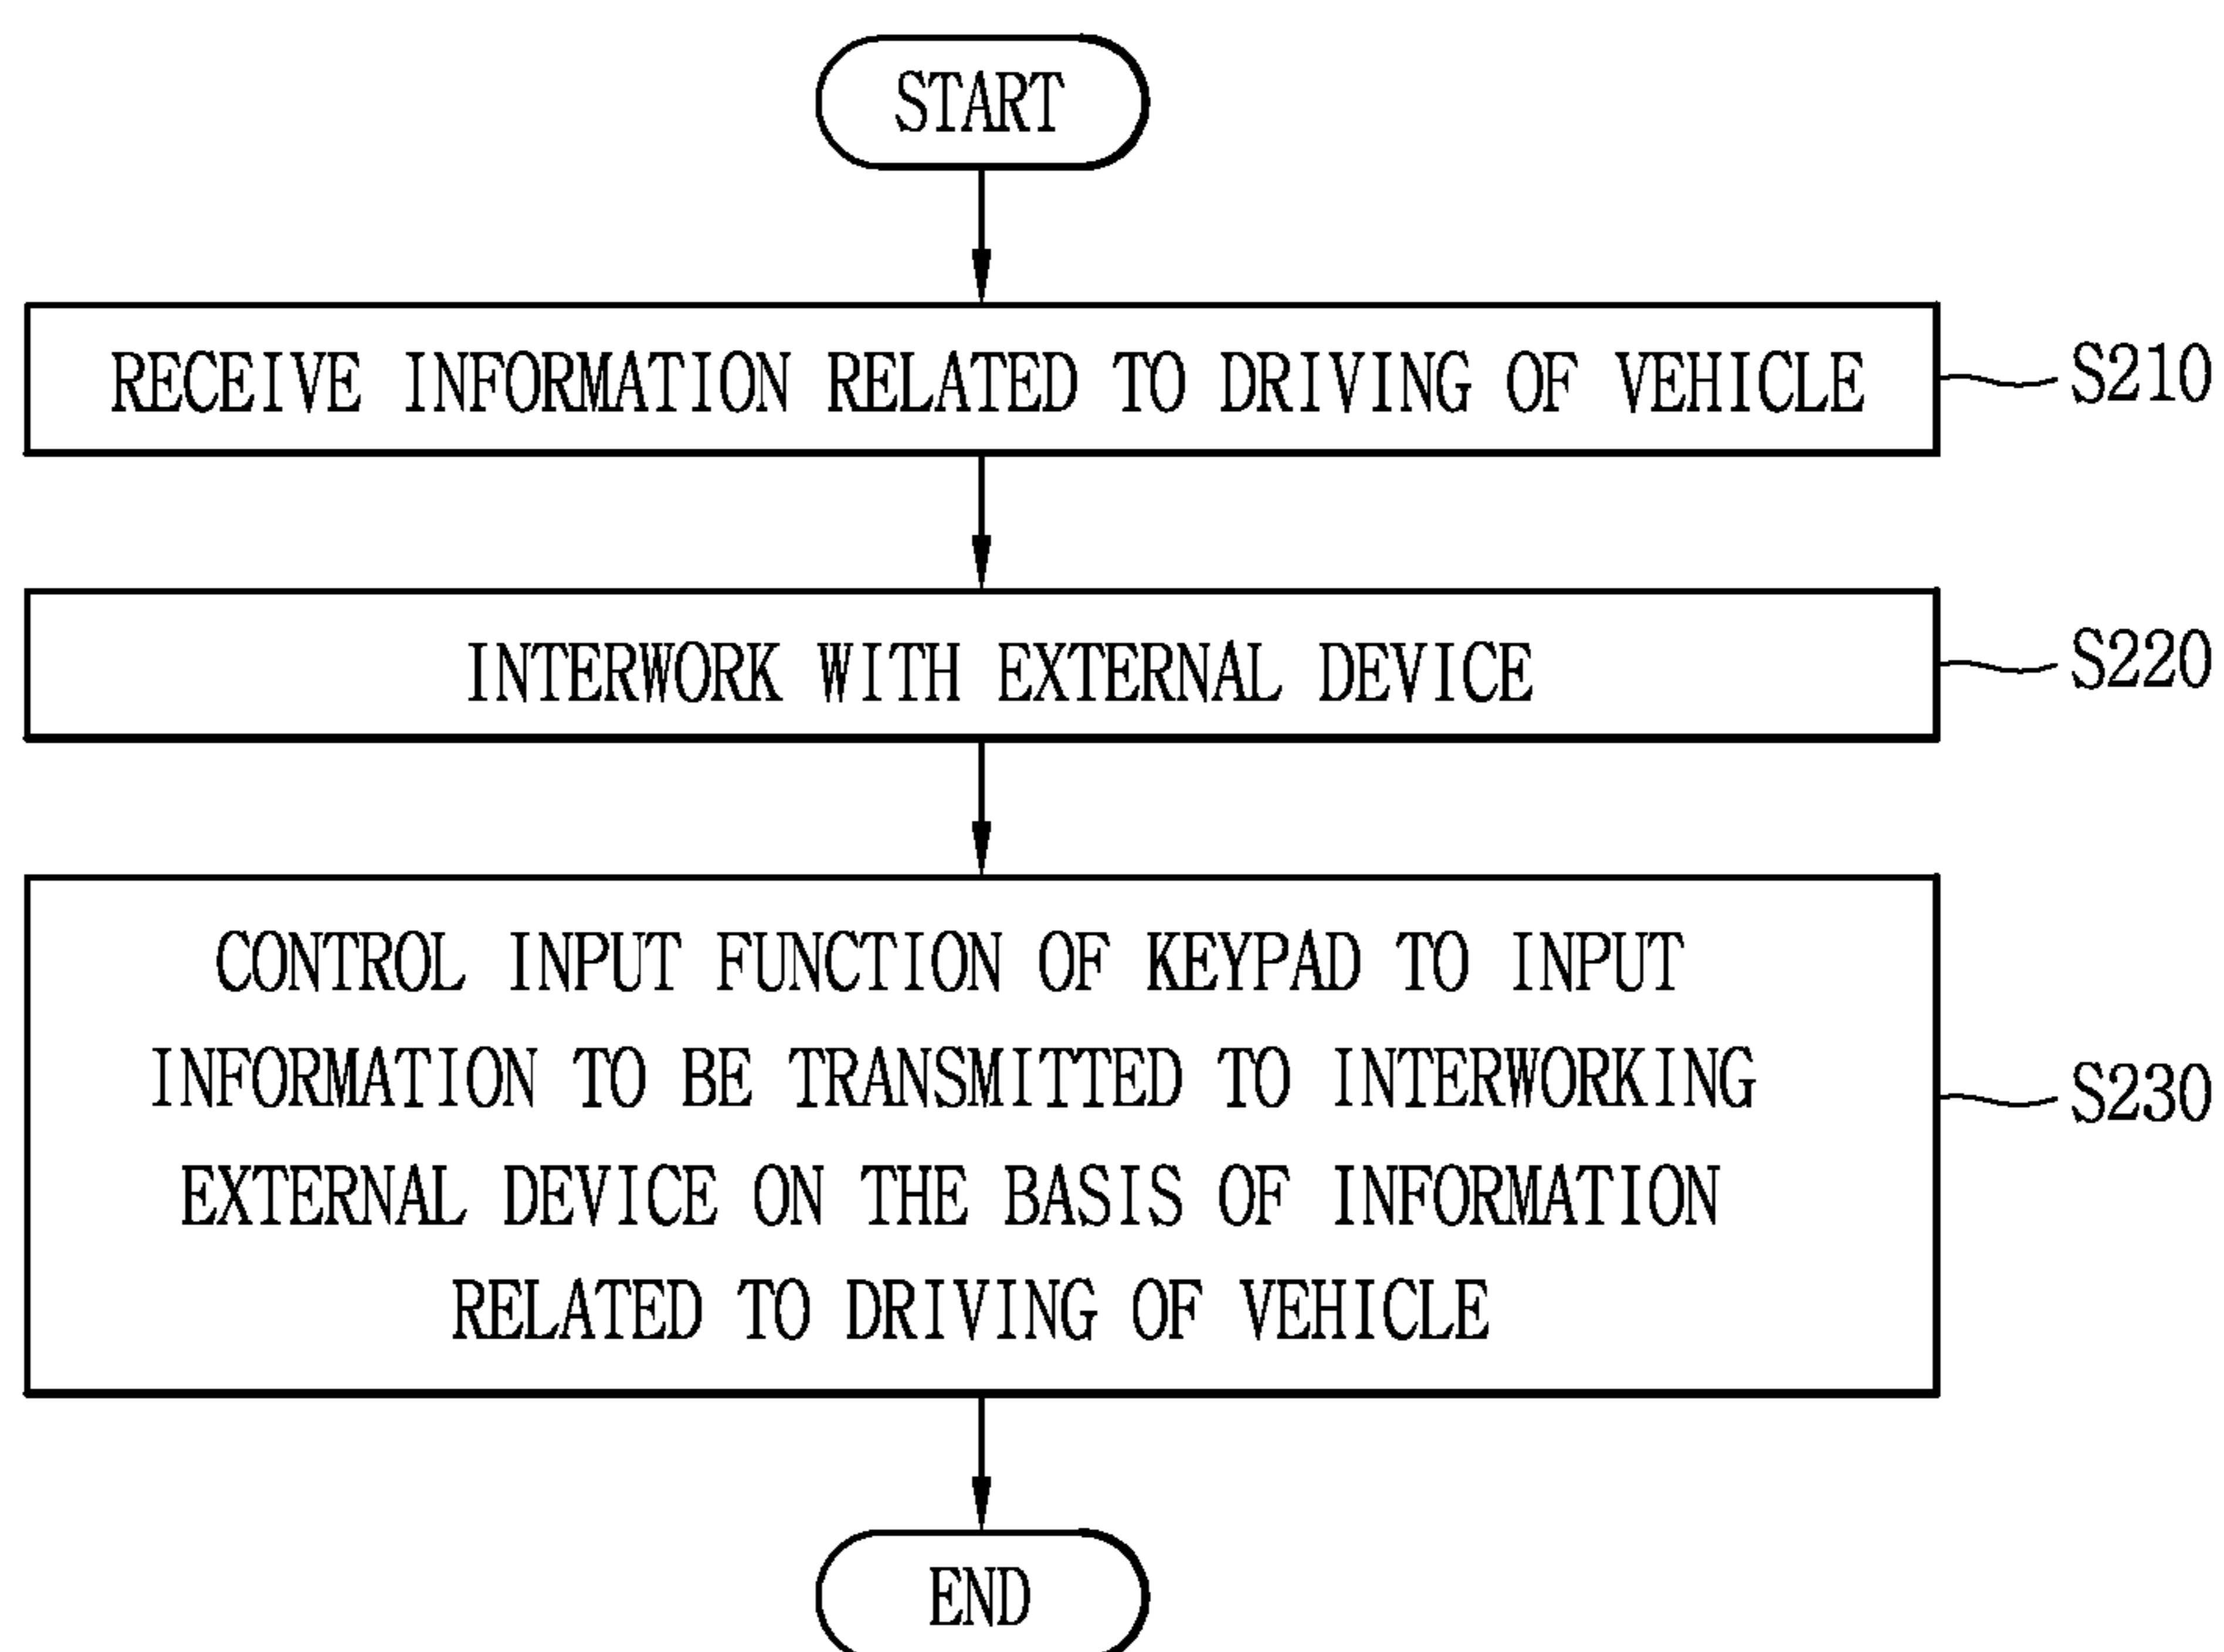 START
RECEIVE INFORMATION RELATED TO DRIVING OF VEHICLE
S210
INTERWORK WITH EXTERNAL DEVICE
S220
CONTROL INPUT FUNCTION OF KEYPAD TO INPUT
INFORMATION TO BE TRANSMITTED TO INTERWORKING
EXTERNAL DEVICE ON THE BASIS OF INFORMATION
RELATED TO DRIVING OF VEHICLE
S230
END